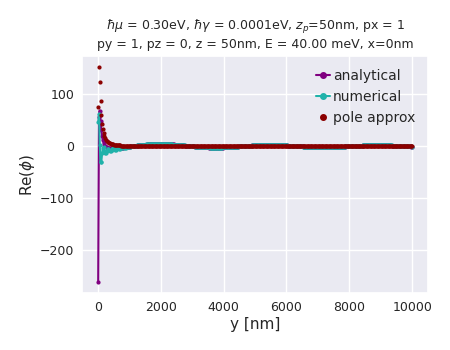 ℏμ = 0.30eV, ℏγ = 0.0001eV, zₚ=50nm, px = 1
py = 1, pz = 0, z = 50nm, E = 40.00 meV, x=0nm
analytical
numerical
pole approx
100
0
−100
−200
Re(ϕ)
0 2000 4000 6000 8000 10000
y [nm]